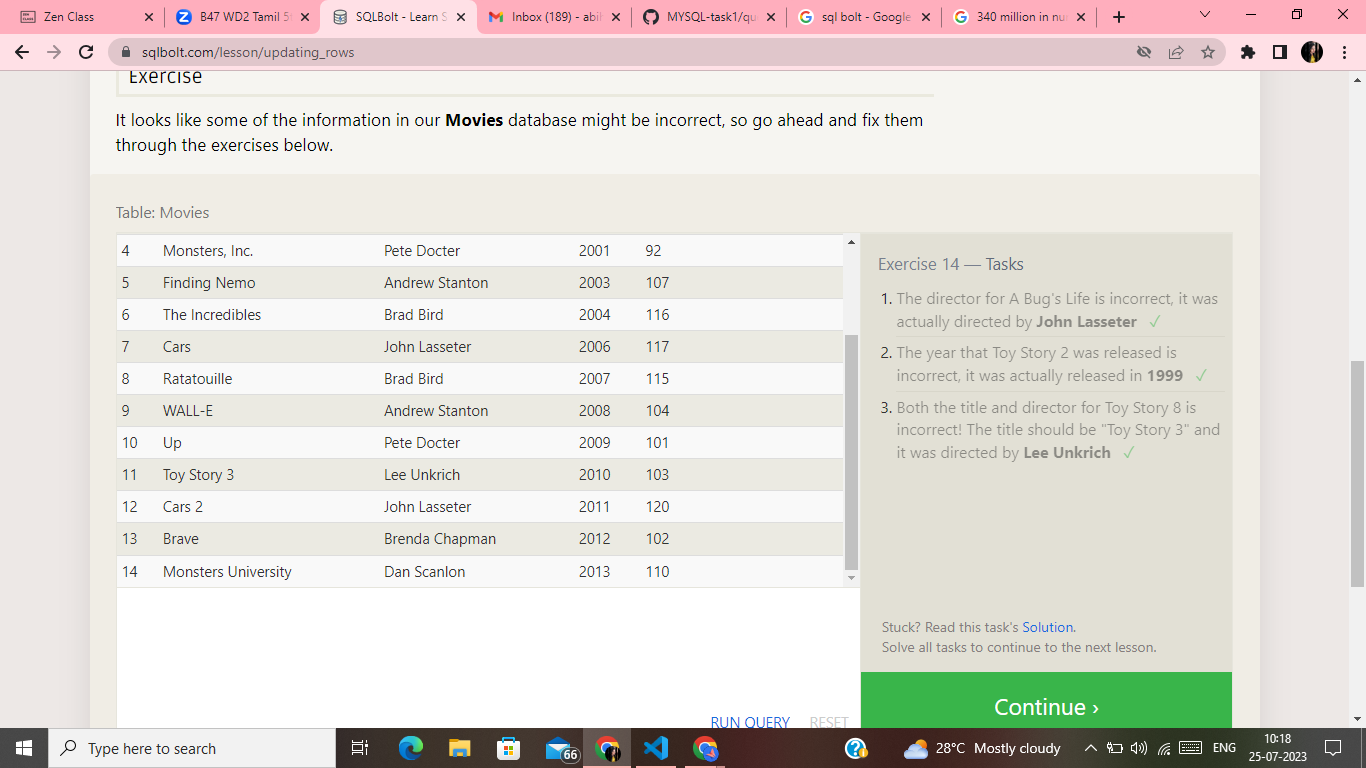 Zen Class
B47 WD2 Tamil 5
SQLBolt - Learn S
Inbox (189) - abi
MYSQL-task1/qu
sql bolt - Google
340 million in nu
sqlbolt.com/lesson/updating_rows
Exercise
It looks like some of the information in our Movies database might be incorrect, so go ahead and fix them
through the exercises below.
Table: Movies
4 Monsters, Inc. Pete Docter 2001 92
5 Finding Nemo Andrew Stanton 2003 107
6 The Incredibles Brad Bird 2004 116
7 Cars John Lasseter 2006 117
8 Ratatouille Brad Bird 2007 115
9 WALL-E Andrew Stanton 2008 104
10 Up Pete Docter 2009 101
11 Toy Story 3 Lee Unkrich 2010 103
12 Cars 2 John Lasseter 2011 120
13 Brave Brenda Chapman 2012 102
14 Monsters University Dan Scanlon 2013 110
RUN QUERY RESET
Exercise 14 — Tasks
1. The director for A Bug's Life is incorrect, it was
actually directed by John Lasseter ✓
2. The year that Toy Story 2 was released is
incorrect, it was actually released in 1999 ✓
3. Both the title and director for Toy Story 8 is
incorrect! The title should be "Toy Story 3" and
it was directed by Lee Unkrich ✓
Stuck? Read this task's Solution.
Solve all tasks to continue to the next lesson.
Continue ›
Type here to search
66
28°C Mostly cloudy
ENG
10:18
25-07-2023